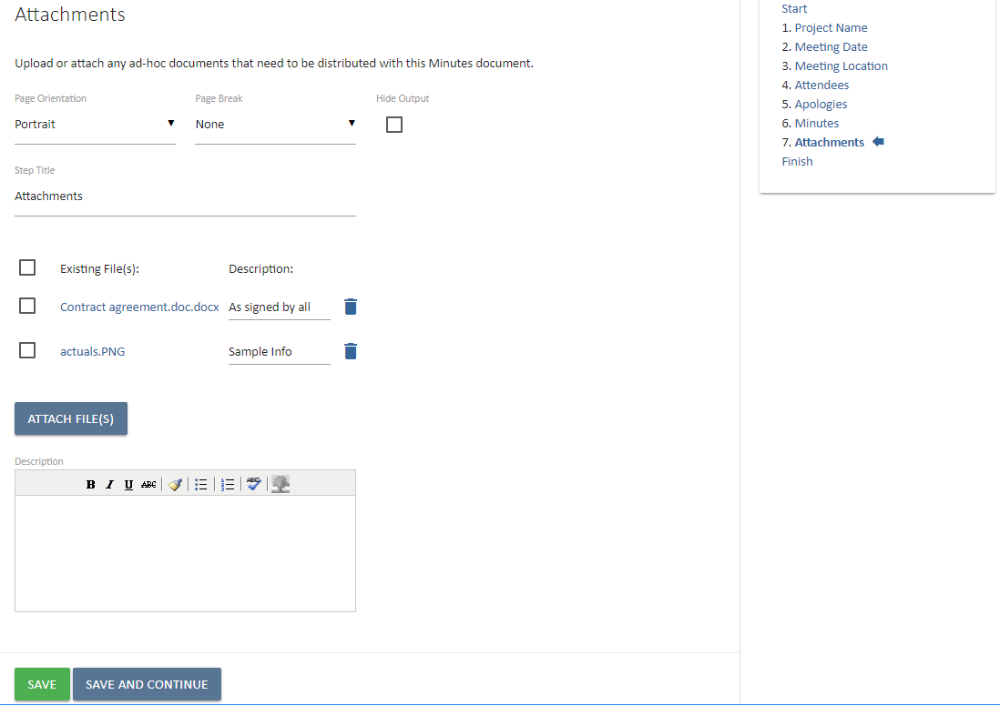 Attachments
Upload or attach any ad-hoc documents that need to be distributed with this Minutes document.
Page Orientation
Page Break
Hide Output
Portrait
None
Step Title
Attachments
Existing File(s):
Description:
Contract agreement.doc.docx
As signed by all
actuals.PNG
Sample Info
ATTACH FILE(S)
Description
B I U ABC ABC
SAVE
SAVE AND CONTINUE
Start
1. Project Name
2. Meeting Date
3. Meeting Location
4. Attendees
5. Apologies
6. Minutes
7. Attachments
Finish